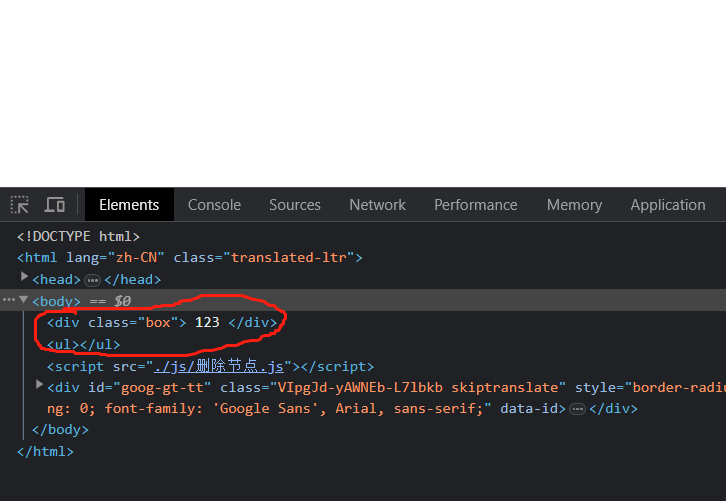 Elements Console Sources Network Performance Memory Application
<!DOCTYPE html>
<html lang="zh-CN" class="translated-ltr">
<head> ⋯ </head>
⋯ <body> == $0
<div class="box"> 123 </div>
<ul></ul>
<script src="./js/删除节点.js"></script>
<div id="goog-gt-tt" class="VIpgJd-yAWNEb-L7lbkb skiptranslate" style="border-radiu
ng: 0; font-family: 'Google Sans', Arial, sans-serif;" data-id> ⋯ </div>
</body>
</html>